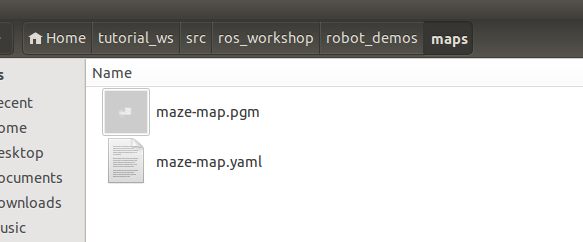 Home tutorial_ws src ros_workshop robot_demos maps
Name
maze-map.pgm
maze-map.yaml
s
ecent
ome
esktop
ocuments
ownloads
usic